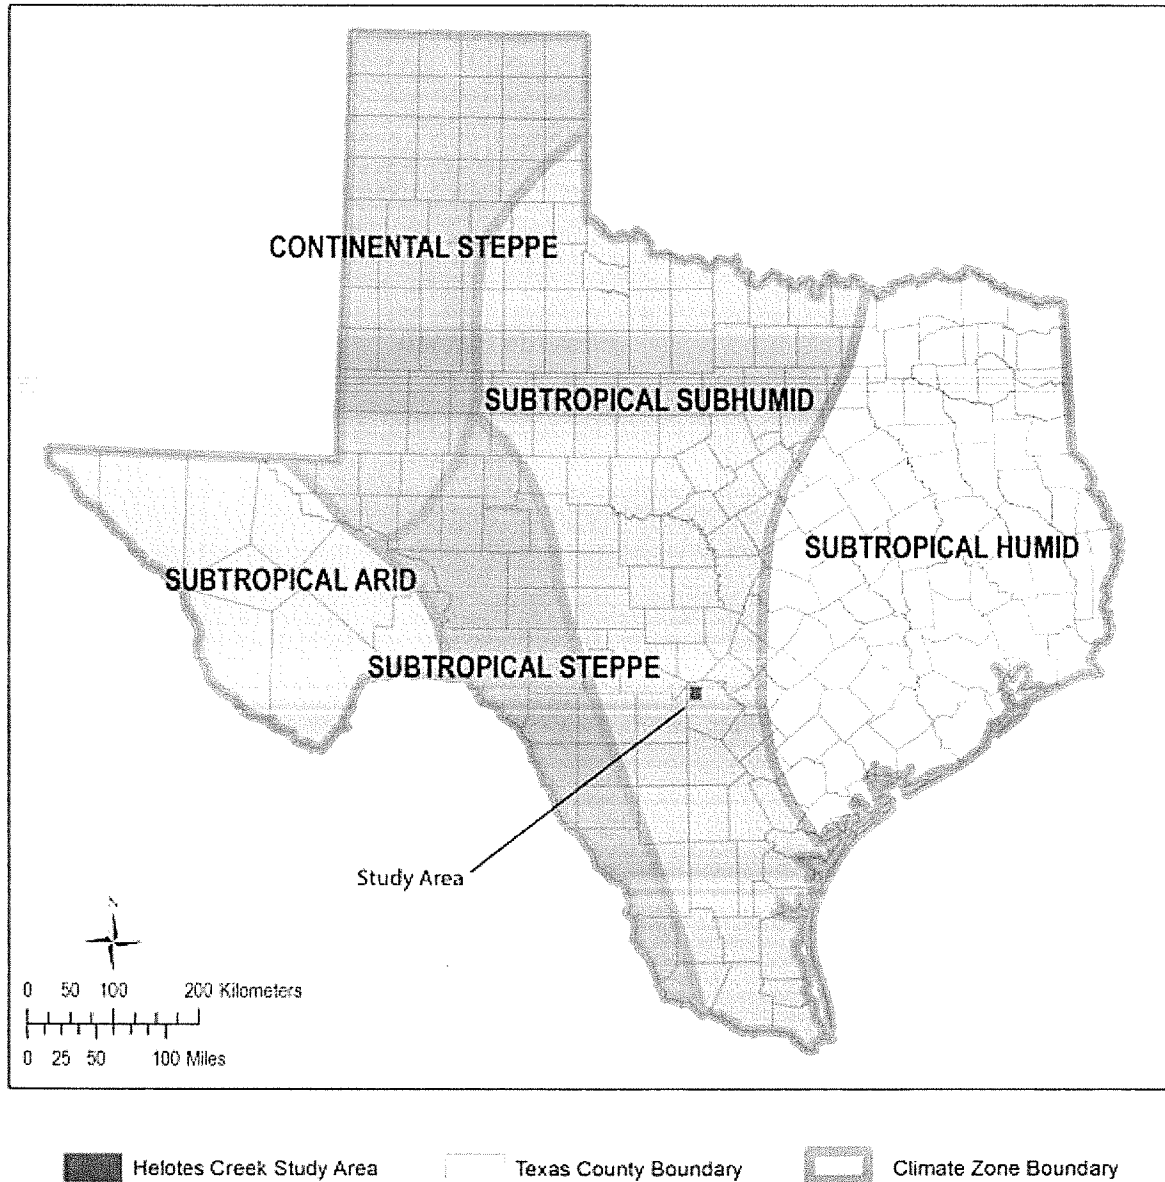 CONTINENTAL STEPPE
SUBTROPICAL SUBHUMID
SUBTROPICAL HUMID
SUBTROPICAL ARID
SUBTROPICAL STEPPE
Study Area
N
0 50 100 200 Kilometers
0 25 50 100 Miles
Helotes Creek Study Area
Texas County Boundary
Climate Zone Boundary